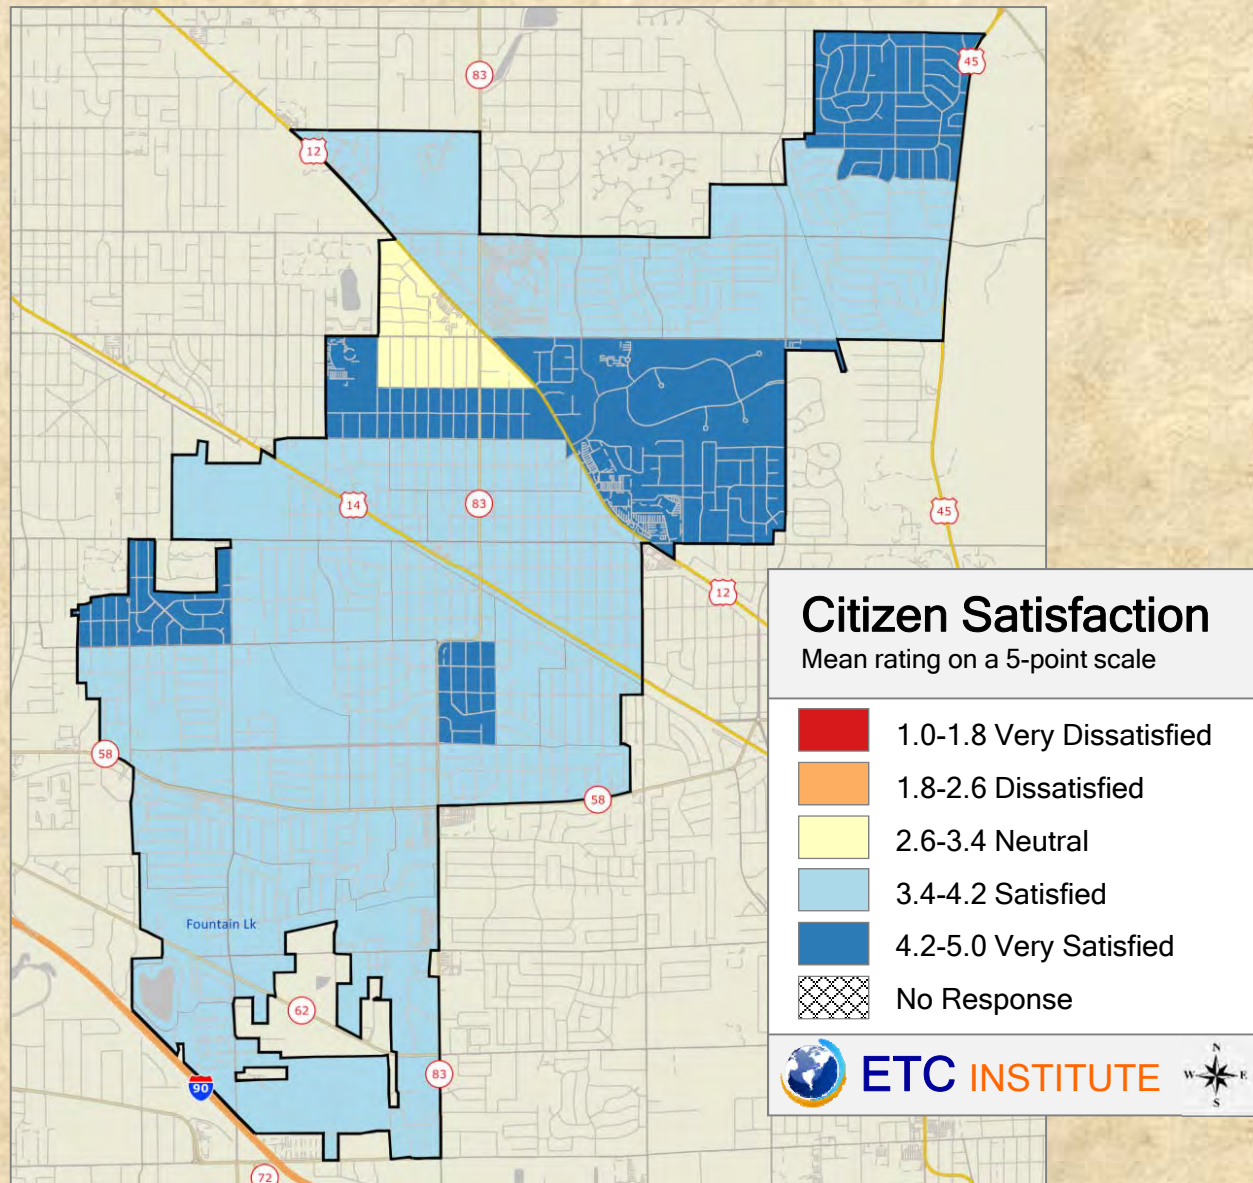 83
45
12
14
83
45
12
58
58
Fountain Lk
62
90
83
72
Citizen Satisfaction
Mean rating on a 5-point scale
1.0-1.8 Very Dissatisfied
1.8-2.6 Dissatisfied
2.6-3.4 Neutral
3.4-4.2 Satisfied
4.2-5.0 Very Satisfied
No Response
ETC INSTITUTE
N
W E
S